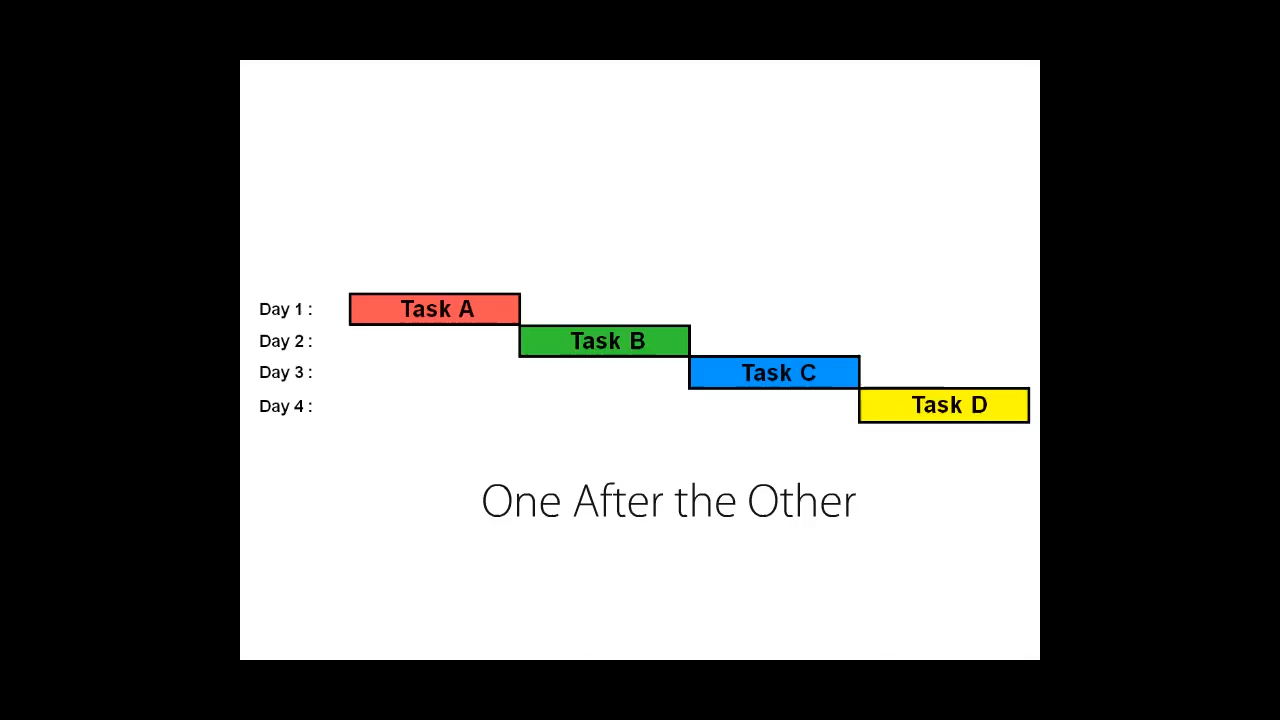 Day 1 : Task A
Day 2 : Task B
Day 3 : Task C
Day 4 : Task D
One After the Other